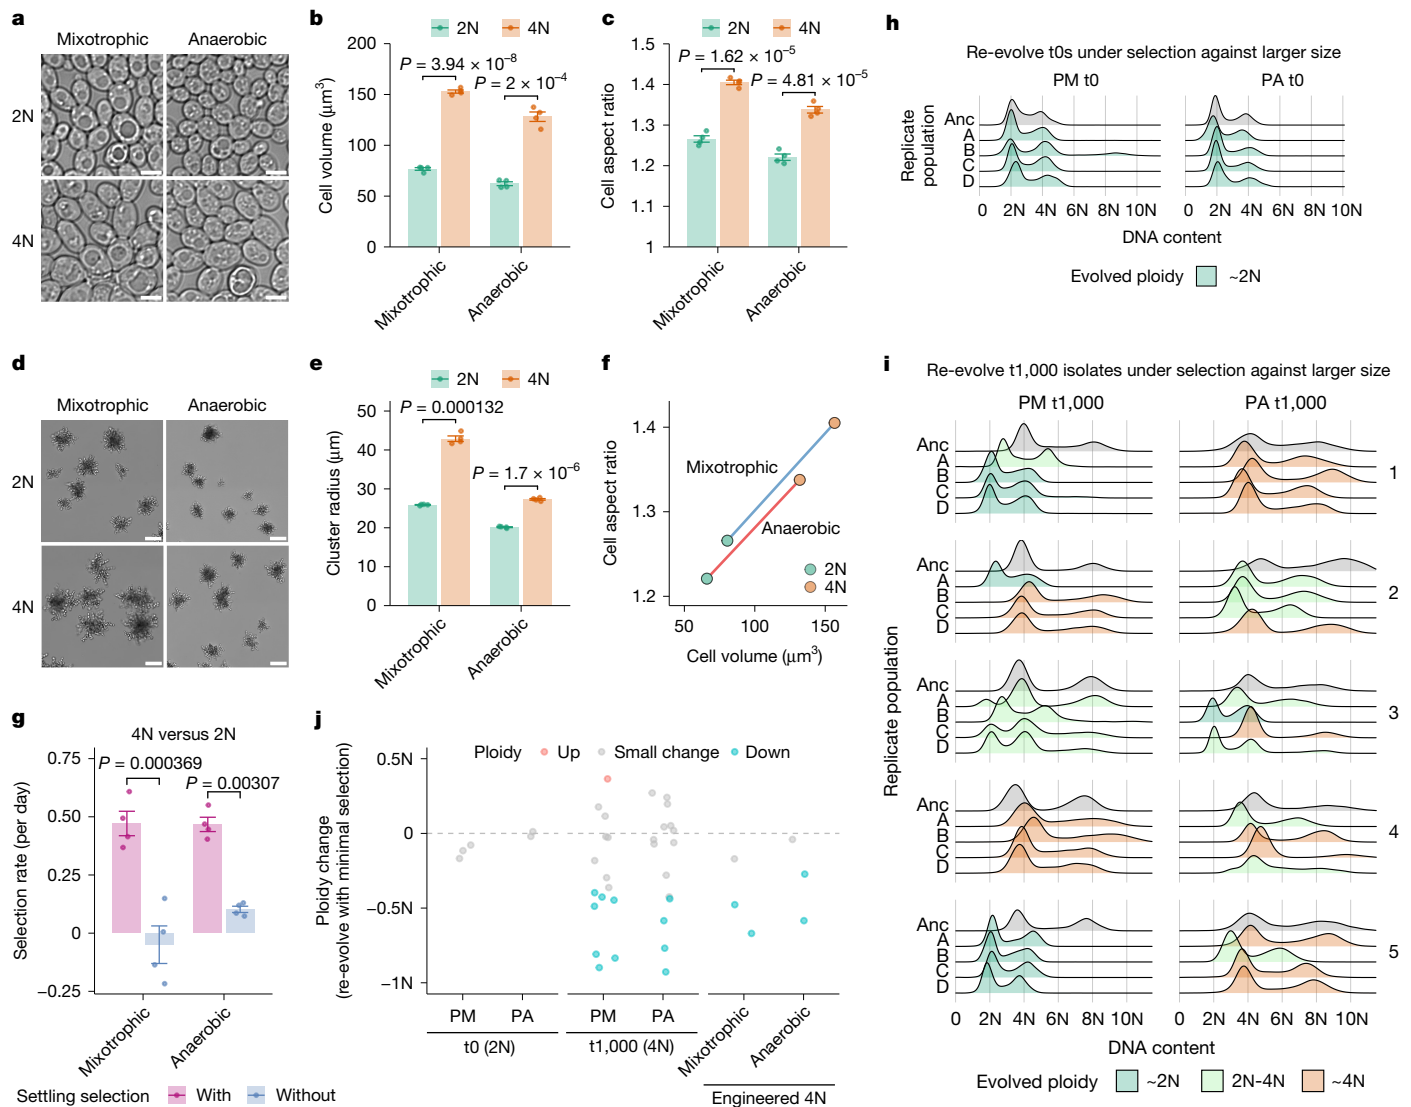 a
Mixotrophic Anaerobic
2N
4N
b
2N 4N
Cell volume (μm³)
200
150
100
50
0
P = 3.94 × 10⁻⁸
P = 2 × 10⁻⁴
Mixotrophic
Anaerobic
c
2N 4N
Cell aspect ratio
1.5
1.4
1.3
1.2
1.1
1
P = 1.62 × 10⁻⁵
P = 4.81 × 10⁻⁵
Mixotrophic
Anaerobic
h
Re-evolve t0s under selection against larger size
PM t0 PA t0
Replicate
population
Anc
A
B
C
D
0 2N 4N 6N 8N 10N 0 2N 4N 6N 8N 10N
DNA content
Evolved ploidy ~2N
d
Mixotrophic Anaerobic
2N
4N
e
2N 4N
Cluster radius (μm)
50
40
30
20
10
0
P = 0.000132
P = 1.7 × 10⁻⁶
Mixotrophic
Anaerobic
f
Cell aspect ratio
1.4
1.3
1.2
Mixotrophic
Anaerobic
2N
4N
50 100 150
Cell volume (μm³)
i
Re-evolve t1,000 isolates under selection against larger size
PM t1,000 PA t1,000
Replicate population
Anc
A
B
C
D
1
Anc
A
B
C
D
2
Anc
A
B
C
D
3
Anc
A
B
C
D
4
Anc
A
B
C
D
5
0 2N 4N 6N 8N 10N 0 2N 4N 6N 8N 10N
DNA content
Evolved ploidy ~2N 2N–4N ~4N
g
4N versus 2N
Selection rate (per day)
0.75
0.50
0.25
0
−0.25
P = 0.000369
P = 0.00307
Mixotrophic
Anaerobic
Settling selection With Without
j
Ploidy Up Small change Down
Ploidy change
(re-evolve with minimal selection)
0.5N
0
−0.5N
−1N
PM PA PM PA
t0 (2N) t1,000 (4N)
Mixotrophic
Anaerobic
Engineered 4N